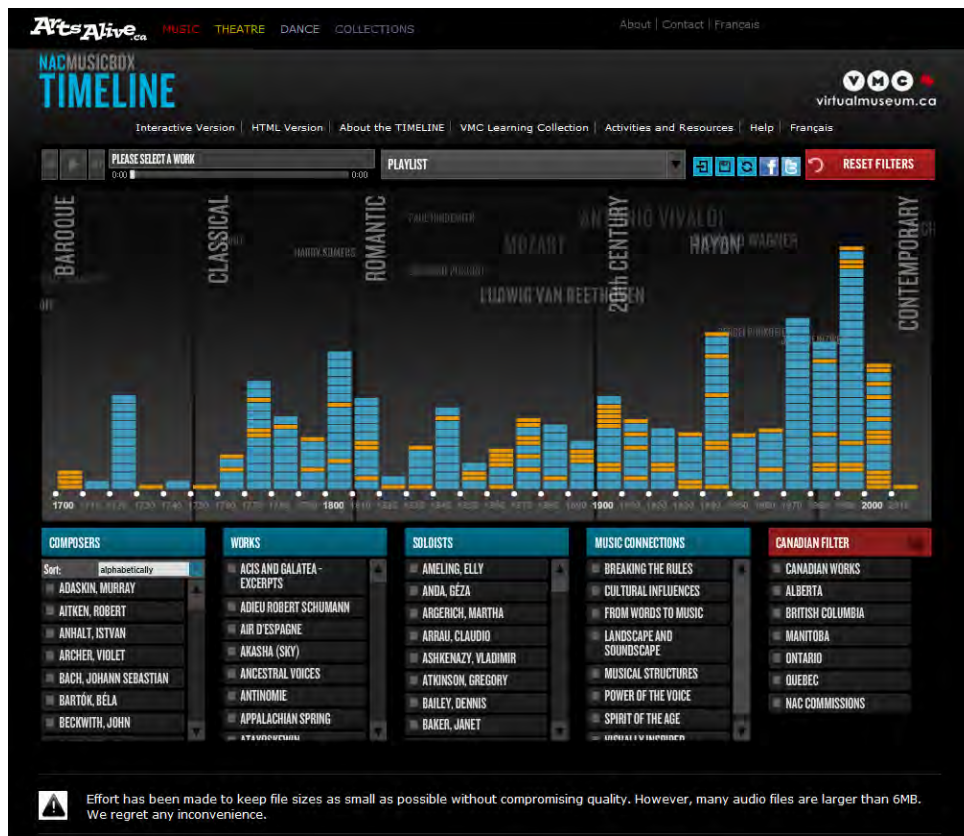 ArtsAlive.ca MUSIC THEATRE DANCE COLLECTIONS About | Contact | Français
NACMUSICBOX
TIMELINE
VMC
virtualmuseum.ca
Interactive Version | HTML Version | About the TIMELINE | VMC Learning Collection | Activities and Resources | Help | Français
PLEASE SELECT A WORK
0:00 0:00
PLAYLIST
RESET FILTERS
BAROQUE
CLASSICAL
ROMANTIC
20th CENTURY
CONTEMPORARY
PAUL HINDEMITH
ANTONIO VIVALDI
HARRY SOMERS
MOZART
HAYDN
WAGNER
LUDWIG VAN BEETHOVEN
1700 1800 1900 2000 2010
COMPOSERS
Sort: alphabetically
ADASKIN, MURRAY
AITKEN, ROBERT
ANHALT, ISTVAN
ARCHER, VIOLET
BACH, JOHANN SEBASTIAN
BARTÓK, BÉLA
BECKWITH, JOHN
WORKS
ACIS AND GALATEA -
EXCERPTS
ADIEU ROBERT SCHUMANN
AIR D'ESPAGNE
AKASHA (SKY)
ANCESTRAL VOICES
ANTINOMIE
APPALACHIAN SPRING
ATAYOSKEWIN
SOLOISTS
AMELING, ELLY
ANDA, GÉZA
ARGERICH, MARTHA
ARRAU, CLAUDIO
ASHKENAZY, VLADIMIR
ATKINSON, GREGORY
BAILEY, DENNIS
BAKER, JANET
MUSIC CONNECTIONS
BREAKING THE RULES
CULTURAL INFLUENCES
FROM WORDS TO MUSIC
LANDSCAPE AND
SOUNDSCAPE
MUSICAL STRUCTURES
POWER OF THE VOICE
SPIRIT OF THE AGE
VISUALLY INSPIRED
CANADIAN FILTER
CANADIAN WORKS
ALBERTA
BRITISH COLUMBIA
MANITOBA
ONTARIO
QUEBEC
NAC COMMISSIONS
Effort has been made to keep file sizes as small as possible without compromising quality. However, many audio files are larger than 6MB.
We regret any inconvenience.